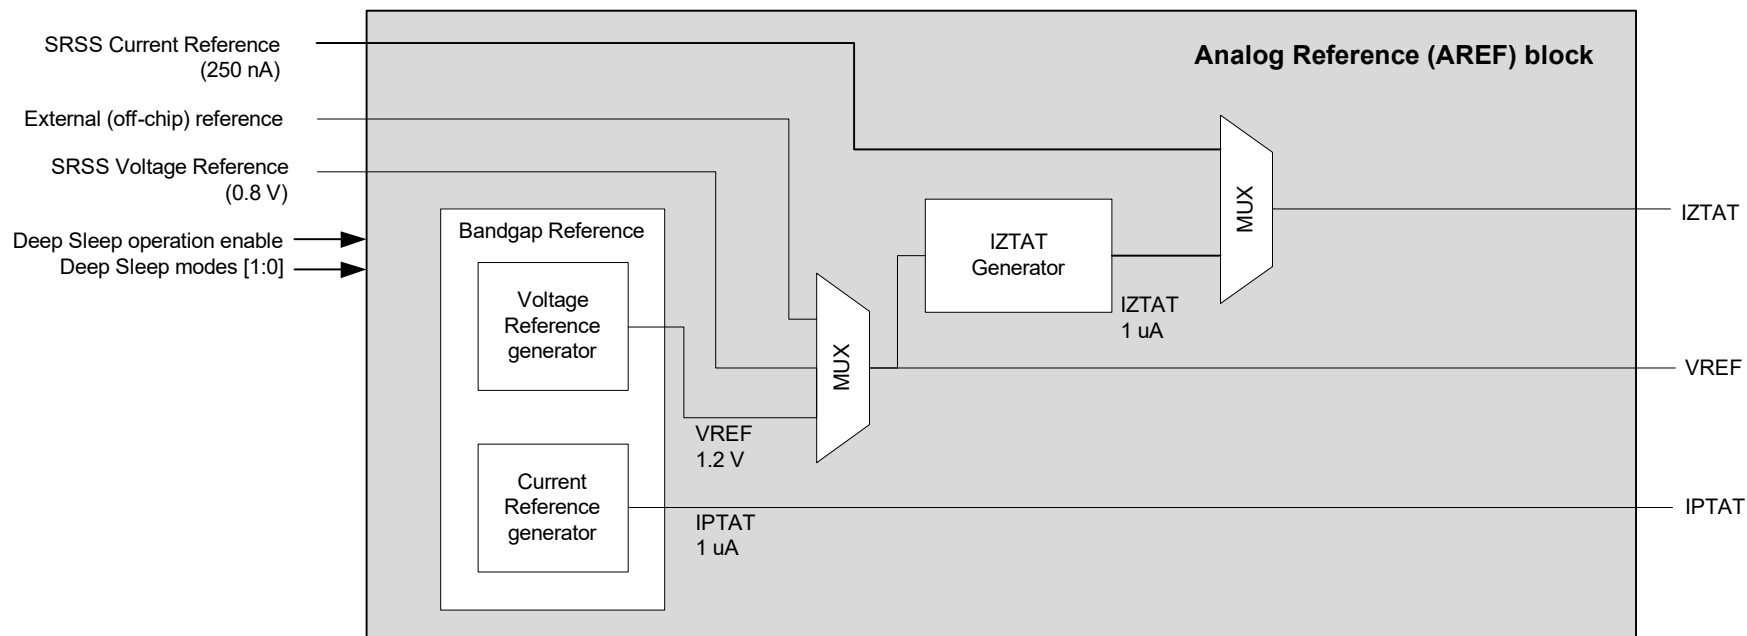 Analog Reference (AREF) block
SRSS Current Reference
(250 nA)
External (off-chip) reference
SRSS Voltage Reference
(0.8 V)
Deep Sleep operation enable
Deep Sleep modes [1:0]
Bandgap Reference
Voltage
Reference
generator
Current
Reference
generator
VREF
1.2 V
IPTAT
1 uA
MUX
IZTAT
Generator
IZTAT
1 uA
MUX
IZTAT
VREF
IPTAT